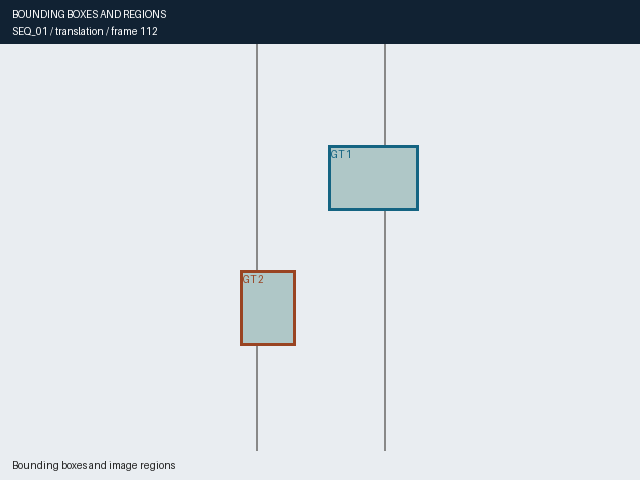 BOUNDING BOXES AND REGIONS
SEQ_01 / translation / frame 112
GT1
GT2
Bounding boxes and image regions